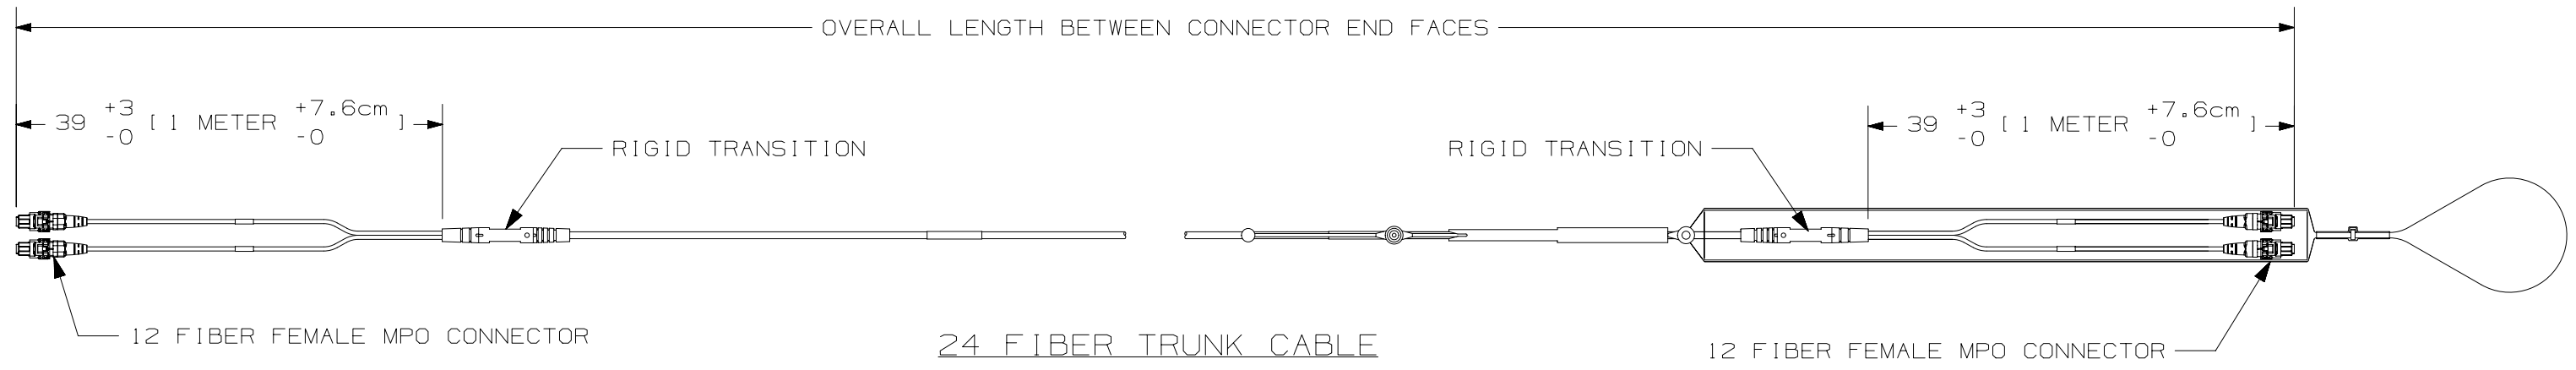 OVERALL LENGTH BETWEEN CONNECTOR END FACES
39 +3 -0 [ 1 METER +7.6cm -0 ]
39 +3 -0 [ 1 METER +7.6cm -0 ]
RIGID TRANSITION
RIGID TRANSITION
12 FIBER FEMALE MPO CONNECTOR
24 FIBER TRUNK CABLE
12 FIBER FEMALE MPO CONNECTOR